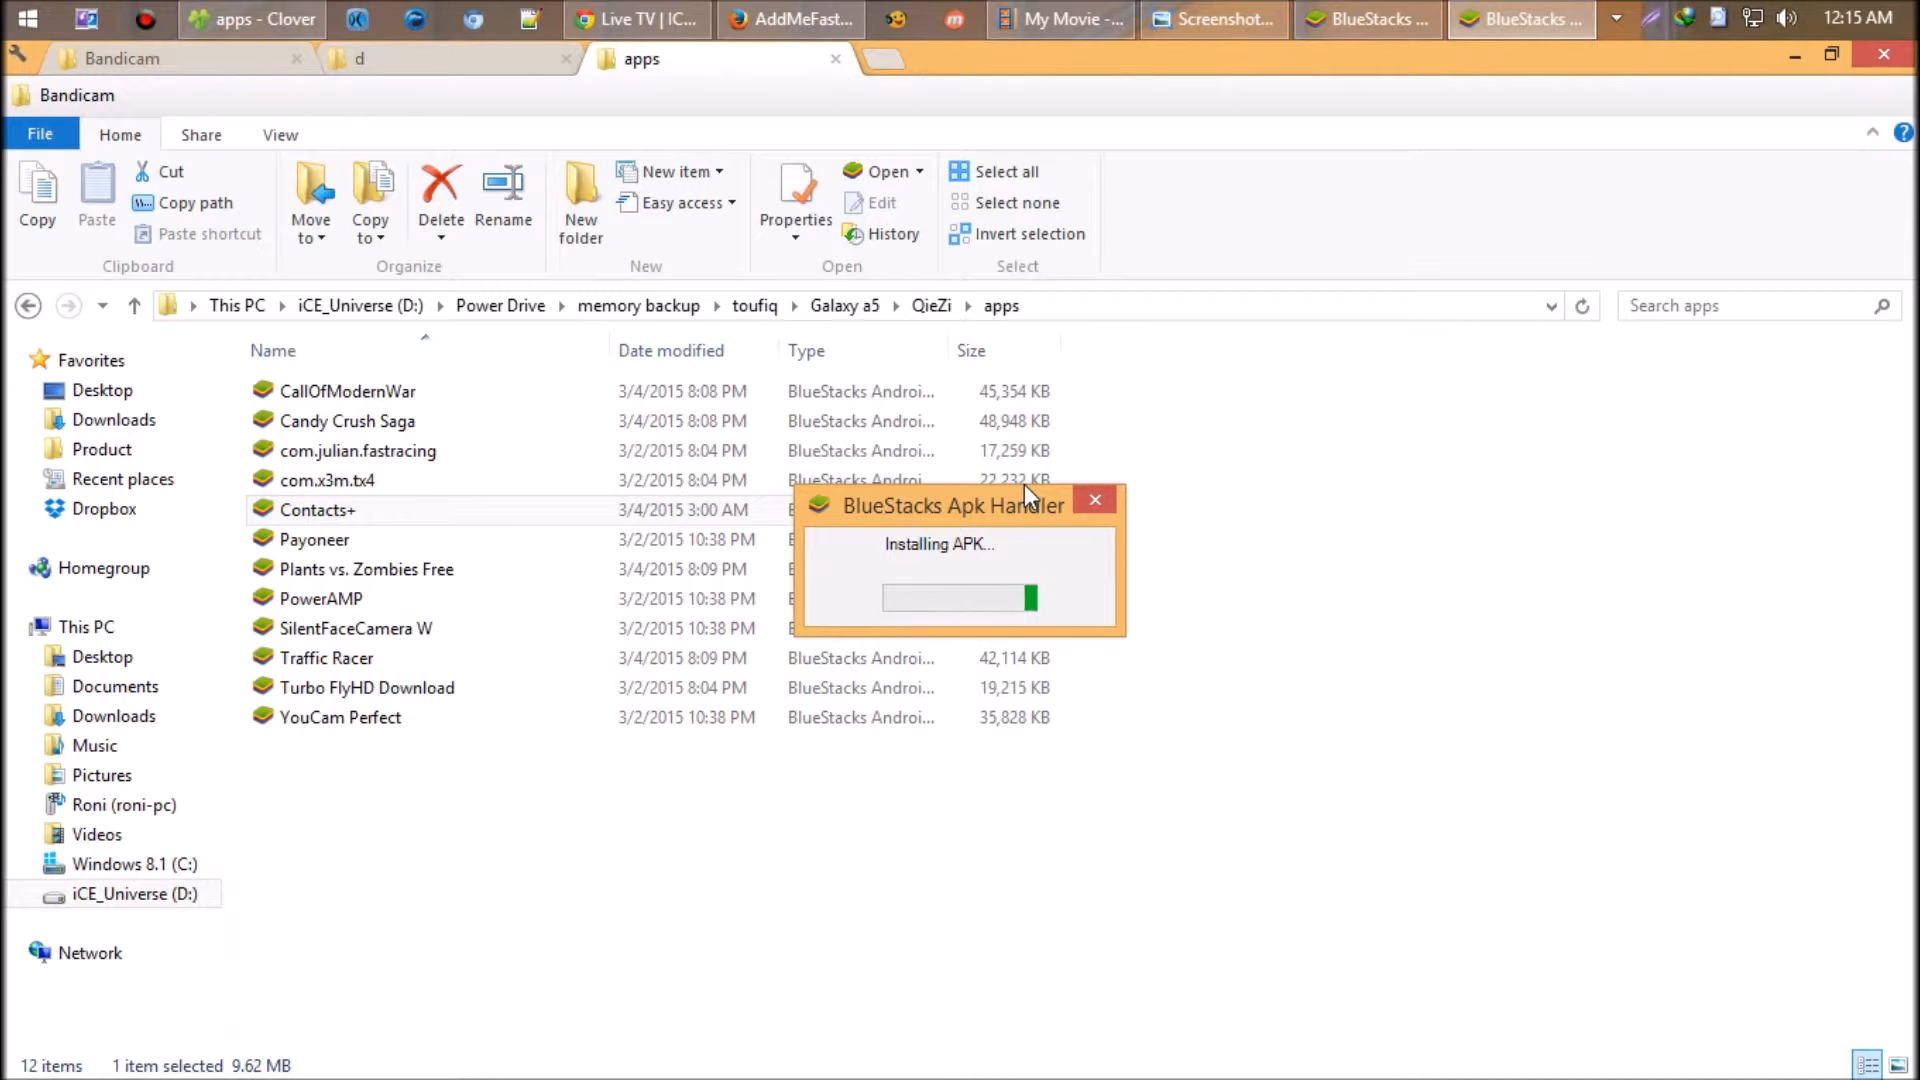 apps - Clover
Live TV | IC...
AddMeFast...
My Movie -...
Screenshot...
BlueStacks ...
BlueStacks ...
12:15 AM
Bandicam
d
apps
Bandicam
File
Home
Share
View
Copy
Paste
Cut
Copy path
Paste shortcut
Clipboard
Move to
Copy to
Delete
Rename
Organize
New folder
New item
Easy access
New
Properties
Open
Edit
History
Open
Select all
Select none
Invert selection
Select
This PC
iCE_Universe (D:)
Power Drive
memory backup
toufiq
Galaxy a5
QieZi
apps
Search apps
Name Date modified Type Size
CallOfModernWar 3/4/2015 8:08 PM BlueStacks Androi... 45,354 KB
Candy Crush Saga 3/4/2015 8:08 PM BlueStacks Androi... 48,948 KB
com.julian.fastracing 3/2/2015 8:04 PM BlueStacks Androi... 17,259 KB
com.x3m.tx4 3/2/2015 8:04 PM BlueStacks Androi... 22,232 KB
Contacts+ 3/4/2015 3:00 AM
Payoneer 3/2/2015 10:38 PM
Plants vs. Zombies Free 3/4/2015 8:09 PM
PowerAMP 3/2/2015 10:38 PM
SilentFaceCamera W 3/2/2015 10:38 PM
Traffic Racer 3/4/2015 8:09 PM BlueStacks Androi... 42,114 KB
Turbo FlyHD Download 3/2/2015 8:04 PM BlueStacks Androi... 19,215 KB
YouCam Perfect 3/2/2015 10:38 PM BlueStacks Androi... 35,828 KB
BlueStacks Apk Handler
Installing APK...
Favorites
Desktop
Downloads
Product
Recent places
Dropbox
Homegroup
This PC
Desktop
Documents
Downloads
Music
Pictures
Roni (roni-pc)
Videos
Windows 8.1 (C:)
iCE_Universe (D:)
Network
12 items 1 item selected 9.62 MB